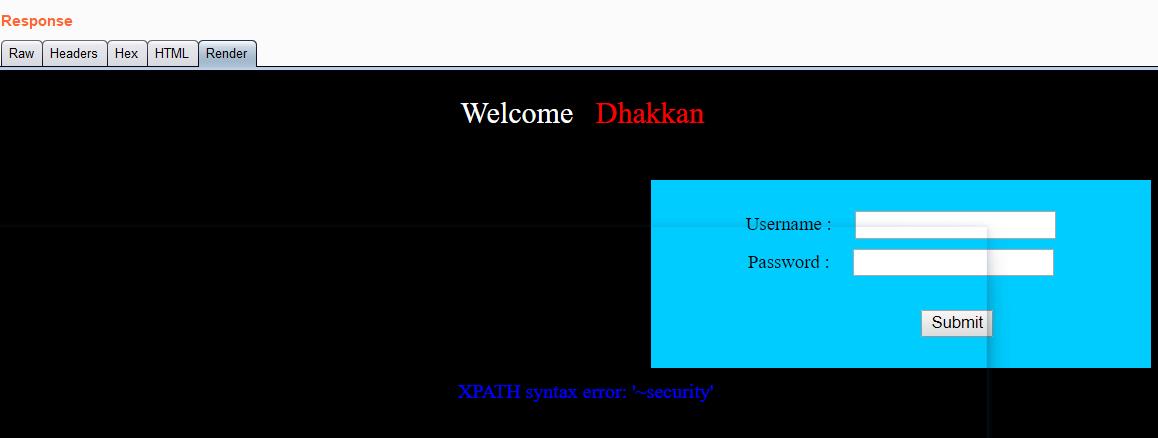 Response
Raw Headers Hex HTML Render
Welcome Dhakkan
Username :
Password :
Submit
XPATH syntax error: '~security'